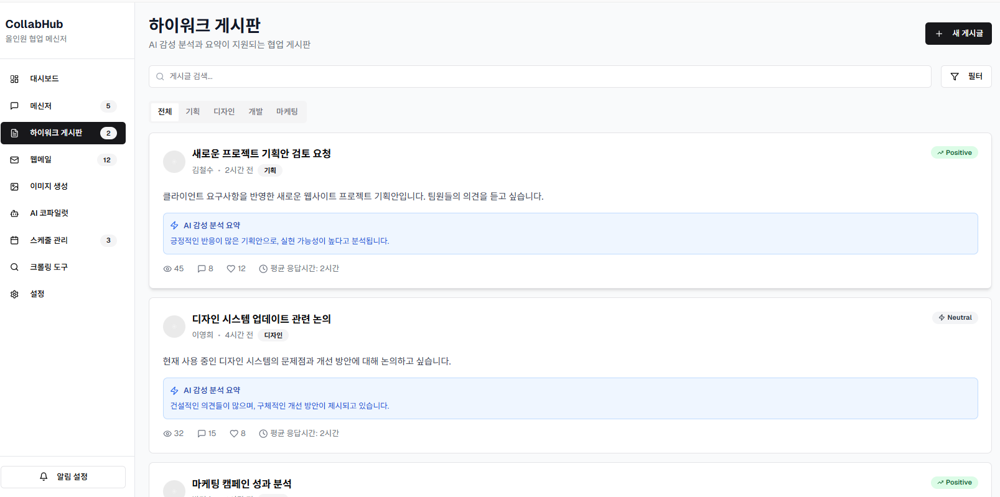 CollabHub
올인원 협업 메신저
대시보드
메신저 5
하이워크 게시판 2
웹메일 12
이미지 생성
AI 코파일럿
스케줄 관리 3
크롤링 도구
설정
알림 설정
하이워크 게시판
AI 감성 분석과 요약이 지원되는 협업 게시판
새 게시글
게시글 검색...
필터
전체 기획 디자인 개발 마케팅
새로운 프로젝트 기획안 검토 요청
Positive
김철수 • 2시간 전 기획
클라이언트 요구사항을 반영한 새로운 웹사이트 프로젝트 기획안입니다. 팀원들의 의견을 듣고 싶습니다.
AI 감성 분석 요약
긍정적인 반응이 많은 기획안으로, 실현 가능성이 높다고 분석됩니다.
45 8 12 평균 응답시간: 2시간
디자인 시스템 업데이트 관련 논의
Neutral
이영희 • 4시간 전 디자인
현재 사용 중인 디자인 시스템의 문제점과 개선 방안에 대해 논의하고 싶습니다.
AI 감성 분석 요약
건설적인 의견들이 많으며, 구체적인 개선 방안이 제시되고 있습니다.
32 15 8 평균 응답시간: 2시간
마케팅 캠페인 성과 분석
Positive